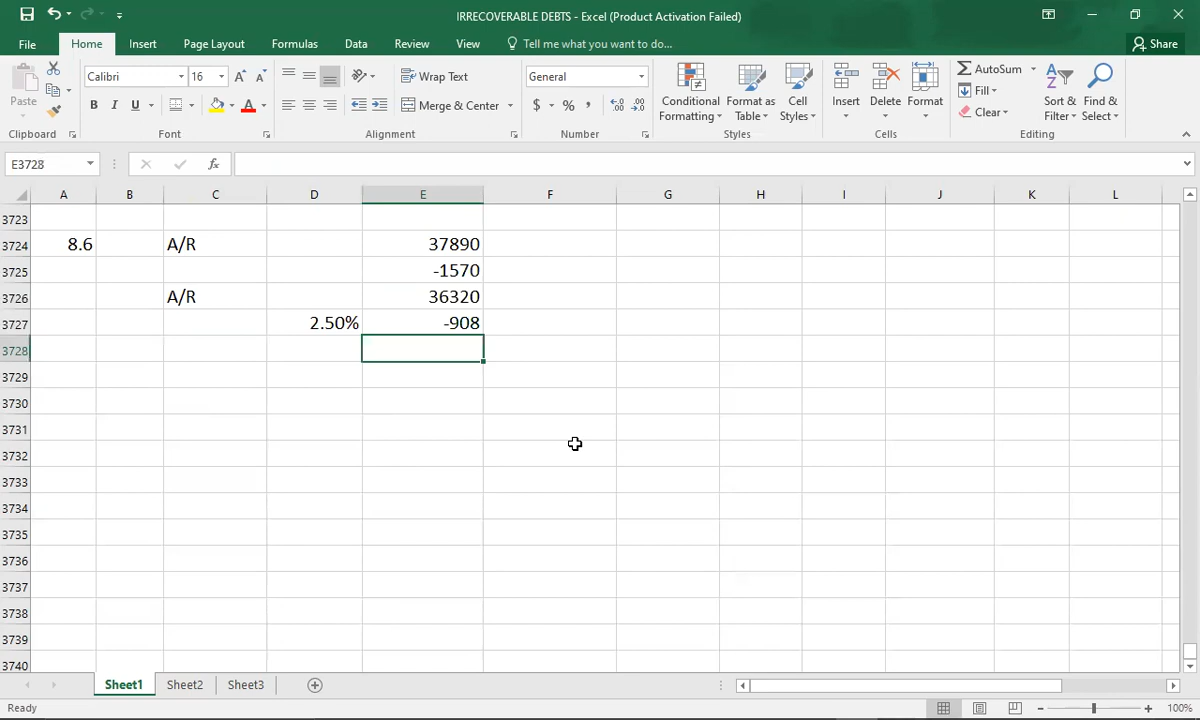 IRRECOVERABLE DEBTS - Excel (Product Activation Failed)
File Home Insert Page Layout Formulas Data Review View Tell me what you want to do... Share
Paste Calibri 16 A A Wrap Text General AutoSum
B I U A Merge & Center $ % , Conditional Formatting Format as Table Cell Styles Insert Delete Format Fill Clear Sort & Filter Find & Select
Clipboard Font Alignment Number Styles Cells Editing
E3728 fx
A B C D E F G H I J K L
3723
3724 8.6 A/R 37890
3725 -1570
3726 A/R 36320
3727 2.50% -908
3728
3729
3730
3731
3732
3733
3734
3735
3736
3737
3738
3739
3740
Sheet1 Sheet2 Sheet3
Ready 100%